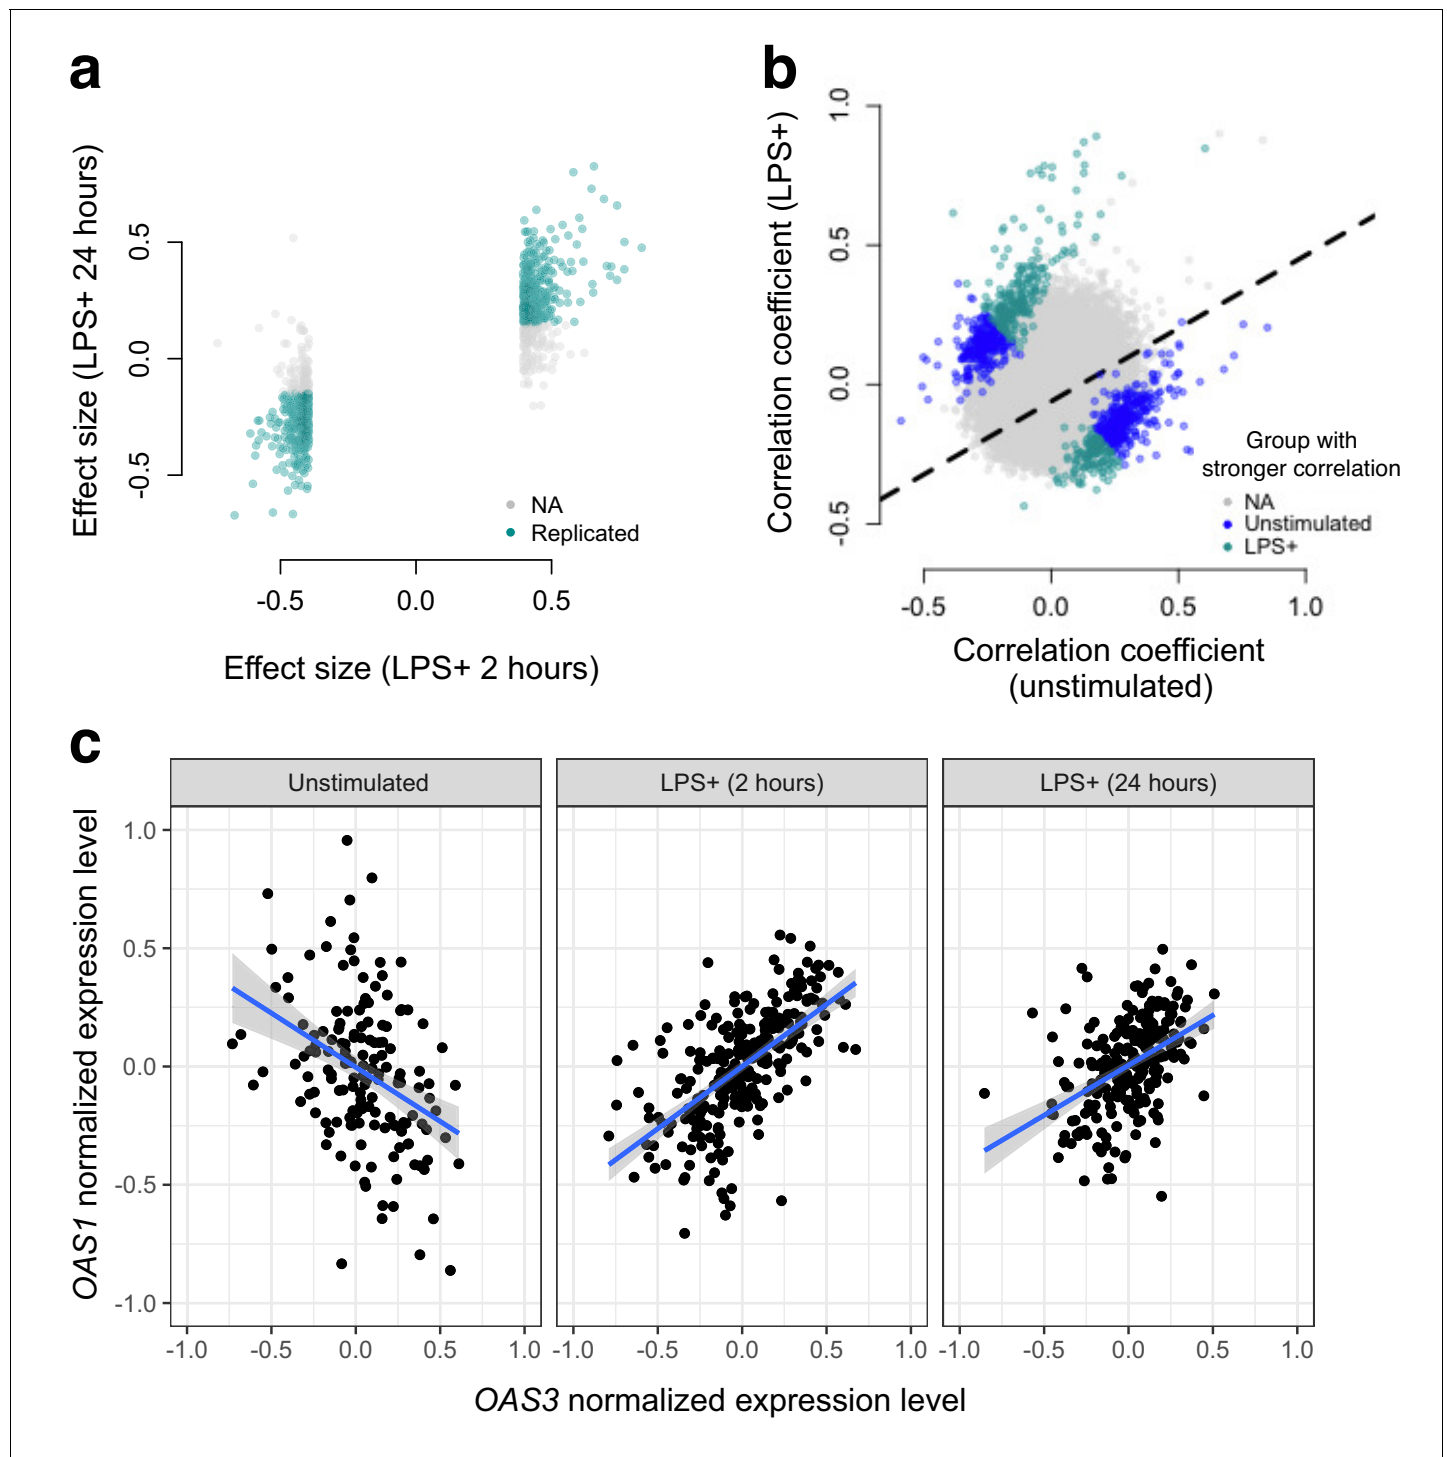 a
Effect size (LPS+ 24 hours)
0.5
0.0
-0.5
NA
Replicated
-0.5 0.0 0.5
Effect size (LPS+ 2 hours)
b
Correlation coefficient (LPS+)
1.0
0.5
0.0
-0.5
Group with
stronger correlation
NA
Unstimulated
LPS+
-0.5 0.0 0.5 1.0
Correlation coefficient
(unstimulated)
c
Unstimulated LPS+ (2 hours) LPS+ (24 hours)
OAS1 normalized expression level
1.0
0.5
0.0
-0.5
-1.0
-1.0 -0.5 0.0 0.5 1.0 -1.0 -0.5 0.0 0.5 1.0 -1.0 -0.5 0.0 0.5 1.0
OAS3 normalized expression level